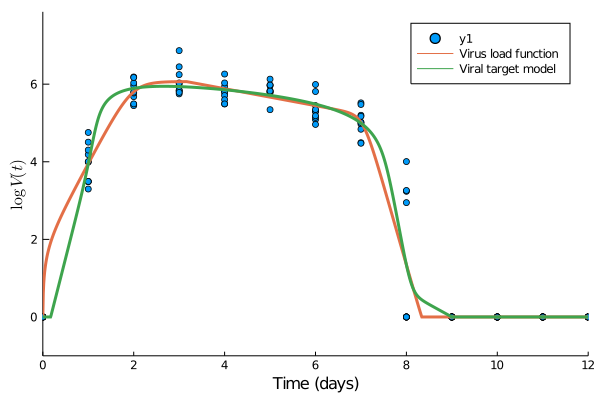 y1
Virus load function
Viral target model
6
4
2
0
log V(t)
0 2 4 6 8 10 12
Time (days)